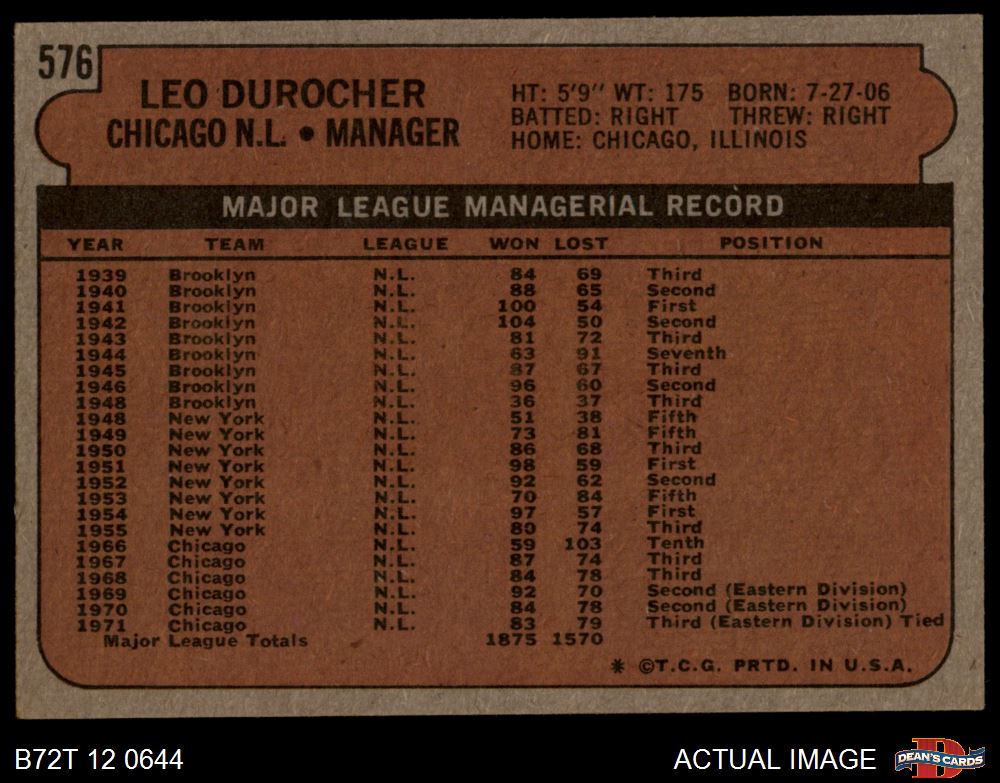 576
LEO DUROCHER
CHICAGO N.L. • MANAGER
HT: 5'9" WT: 175 BORN: 7-27-06
BATTED: RIGHT THREW: RIGHT
HOME: CHICAGO, ILLINOIS
MAJOR LEAGUE MANAGERIAL RECORD
YEAR TEAM LEAGUE WON LOST POSITION
1939 Brooklyn N.L. 84 69 Third
1940 Brooklyn N.L. 88 65 Second
1941 Brooklyn N.L. 100 54 First
1942 Brooklyn N.L. 104 50 Second
1943 Brooklyn N.L. 81 72 Third
1944 Brooklyn N.L. 63 91 Seventh
1945 Brooklyn N.L. 87 67 Third
1946 Brooklyn N.L. 96 60 Second
1948 Brooklyn N.L. 36 37 Third
1948 New York N.L. 51 38 Fifth
1949 New York N.L. 73 81 Fifth
1950 New York N.L. 86 68 Third
1951 New York N.L. 98 59 First
1952 New York N.L. 92 62 Second
1953 New York N.L. 70 84 Fifth
1954 New York N.L. 97 57 First
1955 New York N.L. 80 74 Third
1966 Chicago N.L. 59 103 Tenth
1967 Chicago N.L. 87 74 Third
1968 Chicago N.L. 84 78 Third
1969 Chicago N.L. 92 70 Second (Eastern Division)
1970 Chicago N.L. 84 78 Second (Eastern Division)
1971 Chicago N.L. 83 79 Third (Eastern Division) Tied
Major League Totals 1875 1570
* ©T.C.G. PRTD. IN U.S.A.
B72T 12 0644
ACTUAL IMAGE
D
DEAN'S CARDS